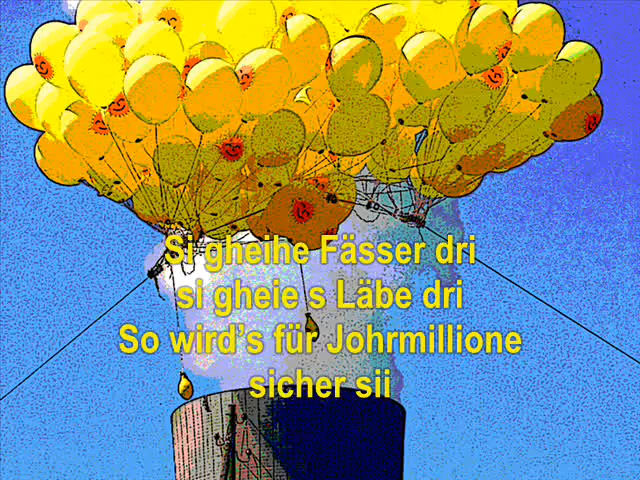 Si gheihe Fässer dri
si gheie s Läbe dri
So wird's für Johrmillione
sicher sii